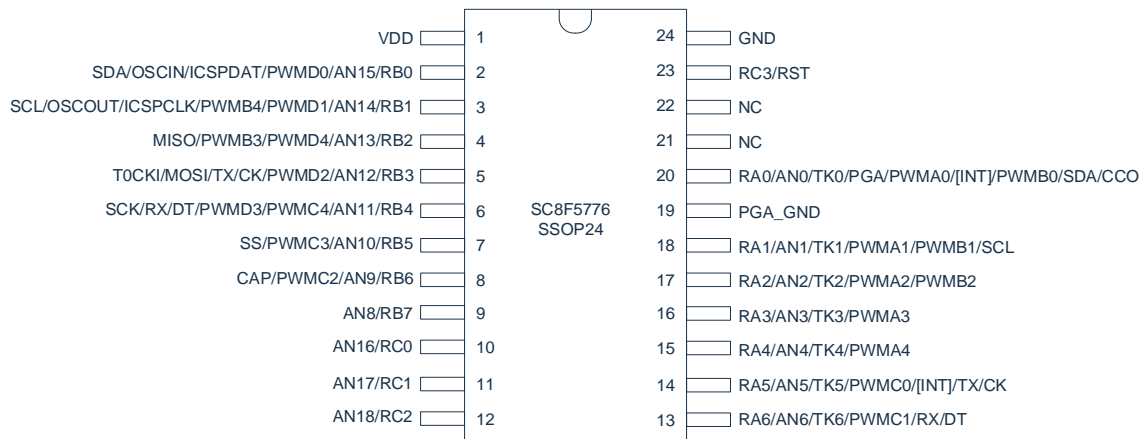 VDD 1 24 GND
SDA/OSCIN/ICSPDAT/PWMD0/AN15/RB0 2 23 RC3/RST
SCL/OSCOUT/ICSPCLK/PWMB4/PWMD1/AN14/RB1 3 22 NC
MISO/PWMB3/PWMD4/AN13/RB2 4 21 NC
T0CKI/MOSI/TX/CK/PWMD2/AN12/RB3 5 20 RA0/AN0/TK0/PGA/PWMA0/[INT]/PWMB0/SDA/CCO
SCK/RX/DT/PWMD3/PWMC4/AN11/RB4 6 SC8F5776 19 PGA_GND
SSOP24
SS/PWMC3/AN10/RB5 7 18 RA1/AN1/TK1/PWMA1/PWMB1/SCL
CAP/PWMC2/AN9/RB6 8 17 RA2/AN2/TK2/PWMA2/PWMB2
AN8/RB7 9 16 RA3/AN3/TK3/PWMA3
AN16/RC0 10 15 RA4/AN4/TK4/PWMA4
AN17/RC1 11 14 RA5/AN5/TK5/PWMC0/[INT]/TX/CK
AN18/RC2 12 13 RA6/AN6/TK6/PWMC1/RX/DT